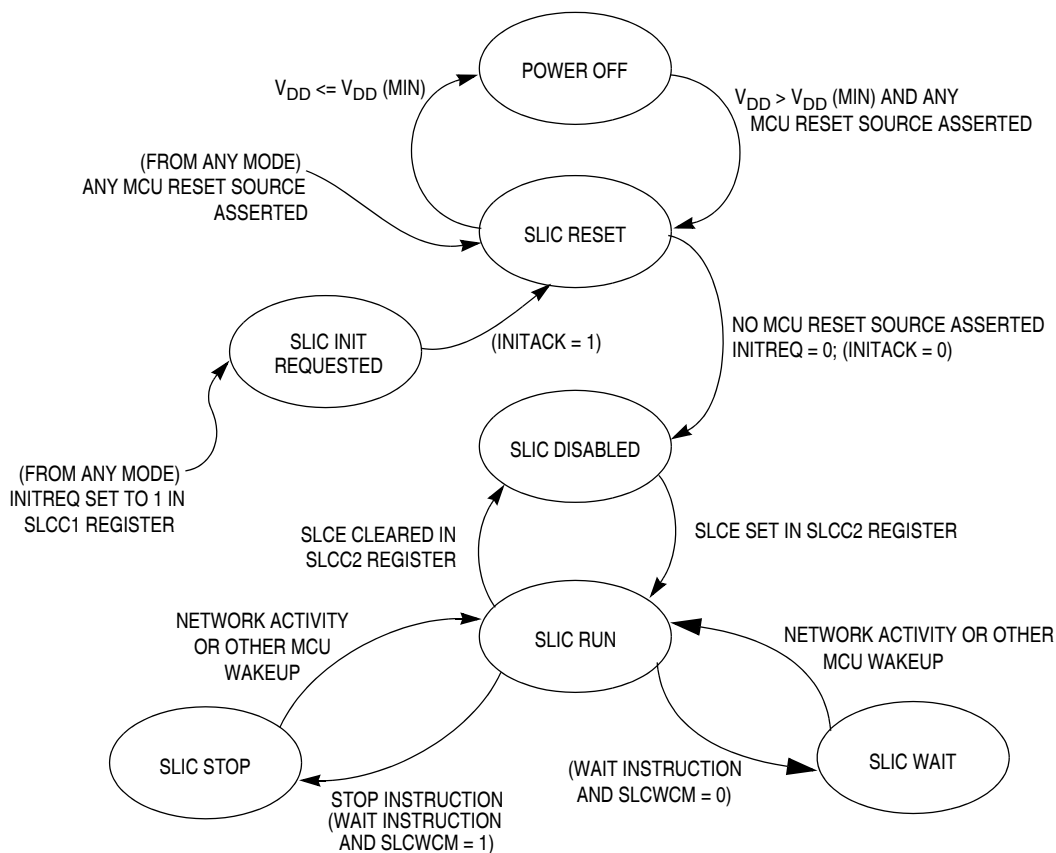 POWER OFF
V_DD <= V_DD (MIN)
V_DD > V_DD (MIN) AND ANY
MCU RESET SOURCE ASSERTED
(FROM ANY MODE)
ANY MCU RESET SOURCE
ASSERTED
SLIC RESET
SLIC INIT
REQUESTED
(INITACK = 1)
NO MCU RESET SOURCE ASSERTED
INITREQ = 0; (INITACK = 0)
SLIC DISABLED
(FROM ANY MODE)
INITREQ SET TO 1 IN
SLCC1 REGISTER
SLCE CLEARED IN
SLCC2 REGISTER
SLCE SET IN SLCC2 REGISTER
NETWORK ACTIVITY
OR OTHER MCU
WAKEUP
SLIC RUN
NETWORK ACTIVITY OR OTHER
MCU WAKEUP
SLIC STOP
SLIC WAIT
STOP INSTRUCTION
(WAIT INSTRUCTION
AND SLCWCM = 1)
(WAIT INSTRUCTION
AND SLCWCM = 0)